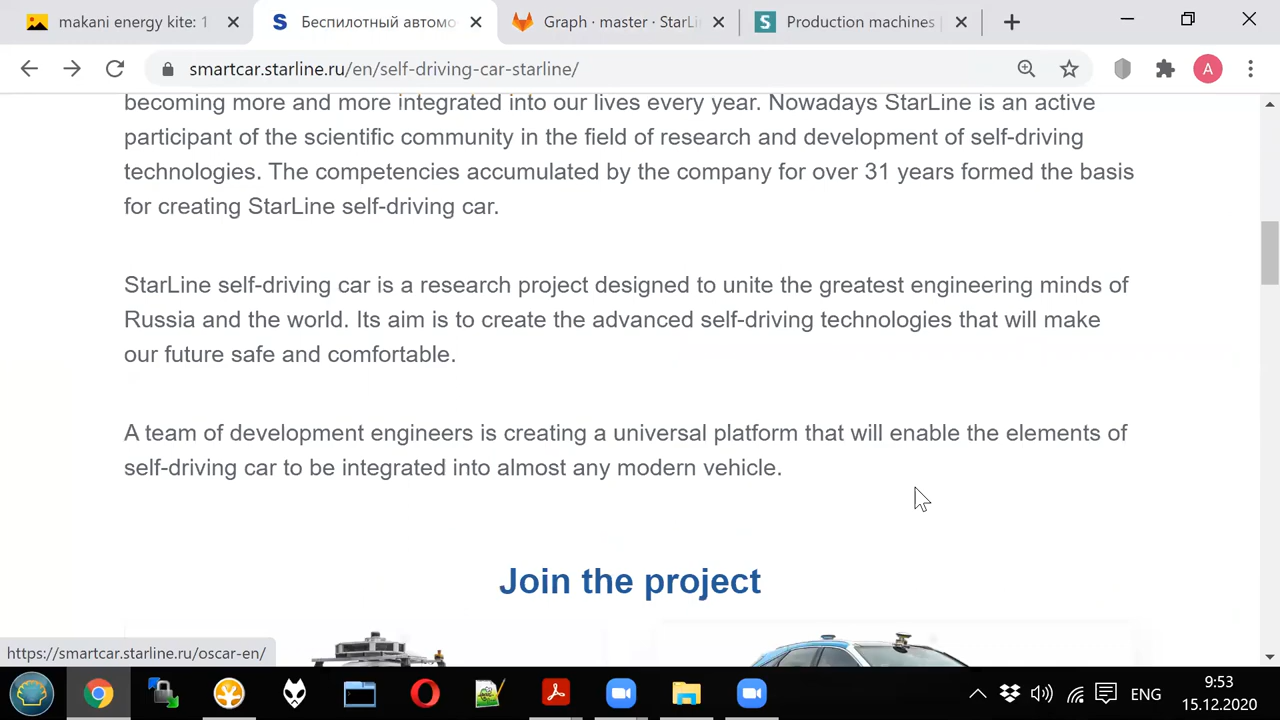 makani energy kite: 1
Беспилотный автомо
Graph · master · StarLi
Production machines |
smartcar.starline.ru/en/self-driving-car-starline/
A
becoming more and more integrated into our lives every year. Nowadays StarLine is an active
participant of the scientific community in the field of research and development of self-driving
technologies. The competencies accumulated by the company for over 31 years formed the basis
for creating StarLine self-driving car.
StarLine self-driving car is a research project designed to unite the greatest engineering minds of
Russia and the world. Its aim is to create the advanced self-driving technologies that will make
our future safe and comfortable.
A team of development engineers is creating a universal platform that will enable the elements of
self-driving car to be integrated into almost any modern vehicle.
Join the project
https://smartcar.starline.ru/oscar-en/
ENG
9:53
15.12.2020